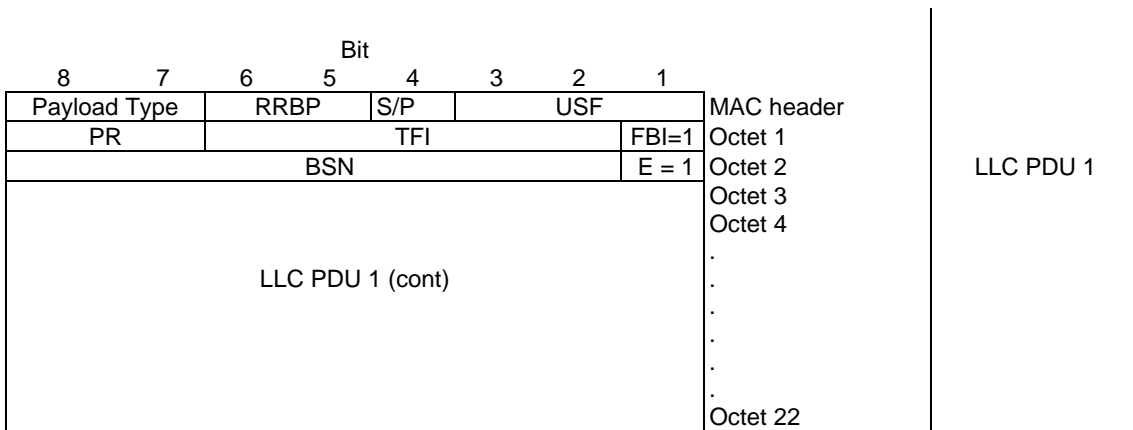 Bit
8 7 6 5 4 3 2 1
Payload Type RRBP S/P USF MAC header
PR TFI FBI=1 Octet 1
BSN E = 1 Octet 2 LLC PDU 1
Octet 3
Octet 4
.
LLC PDU 1 (cont) .
.
.
.
.
Octet 22